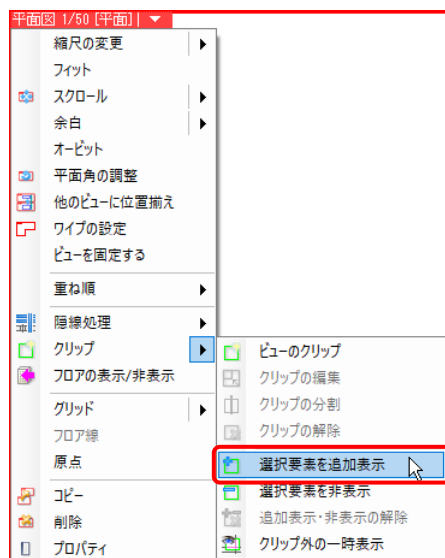 平面図 1/50 [平面]
縮尺の変更
フィット
スクロール
余白
オービット
平面角の調整
他のビューに位置揃え
ワイプの設定
ビューを固定する
重ね順
隠線処理
クリップ
フロアの表示/非表示
グリッド
フロア線
原点
コピー
削除
プロパティ
ビューのクリップ
クリップの編集
クリップの分割
クリップの解除
選択要素を追加表示
選択要素を非表示
追加表示・非表示の解除
クリップ外の一時表示